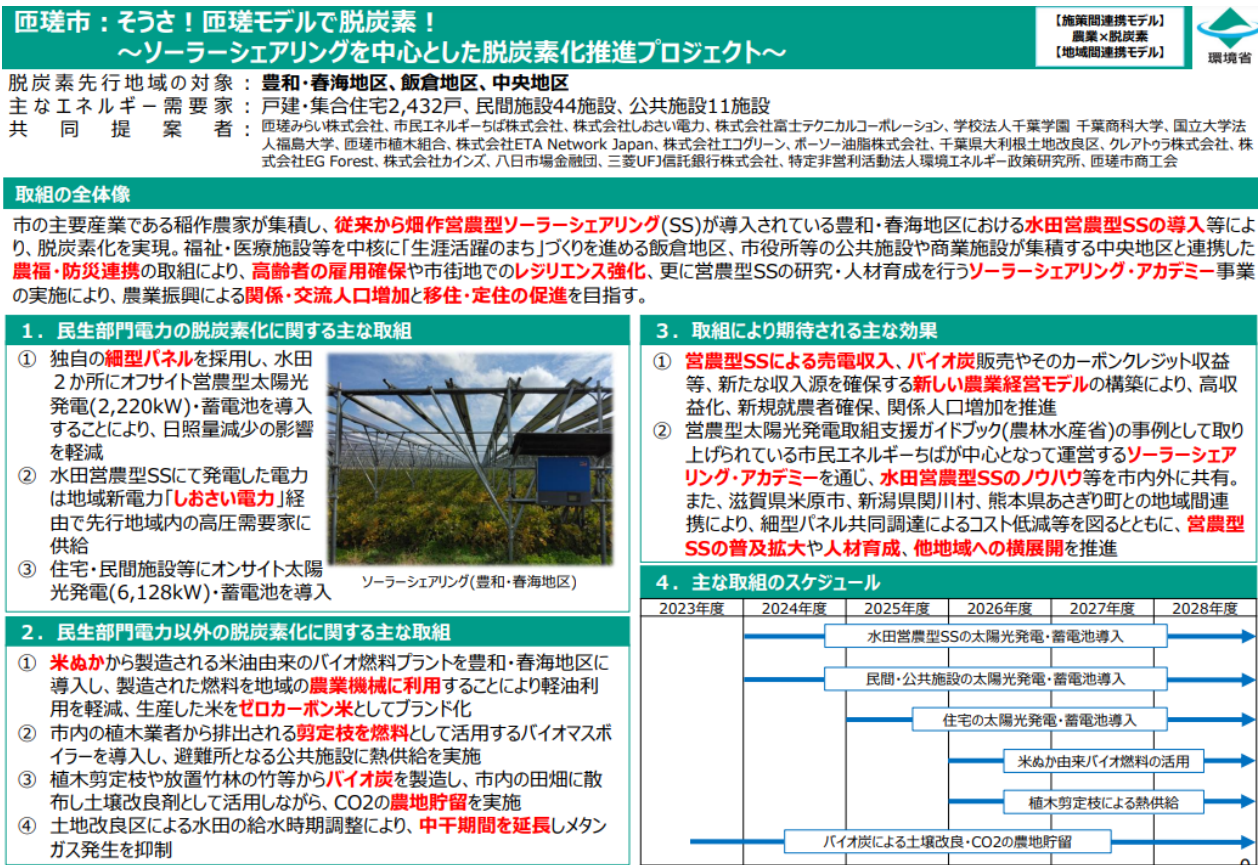 匝瑳市：そうさ！匝瑳モデルで脱炭素！
～ソーラーシェアリングを中心とした脱炭素化推進プロジェクト～
【施策間連携モデル】
農業×脱炭素
【地域間連携モデル】
環境省
脱炭素先行地域の対象：豊和・春海地区、飯倉地区、中央地区
主なエネルギー需要家：戸建・集合住宅2,432戸、民間施設44施設、公共施設11施設
共同提案者：匝瑳みらい株式会社、市民エネルギーちば株式会社、株式会社しおさい電力、株式会社富士テクニカルコーポレーション、学校法人千葉学園 千葉商科大学、国立大学法
人福島大学、匝瑳市植木組合、株式会社ETA Network Japan、株式会社エコグリーン、ボーソー油脂株式会社、千葉県大利根土地改良区、クレアトゥラ株式会社、株
式会社EG Forest、株式会社カインズ、八日市場金融団、三菱UFJ信託銀行株式会社、特定非営利活動法人環境エネルギー政策研究所、匝瑳市商工会
取組の全体像
市の主要産業である稲作農家が集積し、従来から畑作営農型ソーラーシェアリング(SS)が導入されている豊和・春海地区における水田営農型SSの導入等によ
り、脱炭素化を実現。福祉・医療施設等を中核に「生涯活躍のまち」づくりを進める飯倉地区、市役所等の公共施設や商業施設が集積する中央地区と連携した
農福・防災連携の取組により、高齢者の雇用確保や市街地でのレジリエンス強化、更に営農型SSの研究・人材育成を行うソーラーシェアリング・アカデミー事業
の実施により、農業振興による関係・交流人口増加と移住・定住の促進を目指す。
１．民生部門電力の脱炭素化に関する主な取組
① 独自の細型パネルを採用し、水田
２か所にオフサイト営農型太陽光
発電(2,220kW)・蓄電池を導入
することにより、日照量減少の影響
を軽減
② 水田営農型SSにて発電した電力
は地域新電力「しおさい電力」経
由で先行地域内の高圧需要家に
供給
③ 住宅・民間施設等にオンサイト太陽
光発電(6,128kW)・蓄電池を導入
ソーラーシェアリング(豊和・春海地区)
２．民生部門電力以外の脱炭素化に関する主な取組
① 米ぬかから製造される米油由来のバイオ燃料プラントを豊和・春海地区に
導入し、製造された燃料を地域の農業機械に利用することにより軽油利
用を軽減、生産した米をゼロカーボン米としてブランド化
② 市内の植木業者から排出される剪定枝を燃料として活用するバイオマスボ
イラーを導入し、避難所となる公共施設に熱供給を実施
③ 植木剪定枝や放置竹林の竹等からバイオ炭を製造し、市内の田畑に散
布し土壌改良剤として活用しながら、CO2の農地貯留を実施
④ 土地改良区による水田の給水時期調整により、中干期間を延長しメタン
ガス発生を抑制
３．取組により期待される主な効果
① 営農型SSによる売電収入、バイオ炭販売やそのカーボンクレジット収益
等、新たな収入源を確保する新しい農業経営モデルの構築により、高収
益化、新規就農者確保、関係人口増加を推進
② 営農型太陽光発電取組支援ガイドブック(農林水産省)の事例として取り
上げられている市民エネルギーちばが中心となって運営するソーラーシェア
リング・アカデミーを通じ、水田営農型SSのノウハウ等を市内外に共有。
また、滋賀県米原市、新潟県関川村、熊本県あさぎり町との地域間連
携により、細型パネル共同調達によるコスト低減等を図るとともに、営農型
SSの普及拡大や人材育成、他地域への横展開を推進
４．主な取組のスケジュール
2023年度 2024年度 2025年度 2026年度 2027年度 2028年度
水田営農型SSの太陽光発電・蓄電池導入
民間・公共施設の太陽光発電・蓄電池導入
住宅の太陽光発電・蓄電池導入
米ぬか由来バイオ燃料の活用
植木剪定枝による熱供給
バイオ炭による土壌改良・CO2の農地貯留